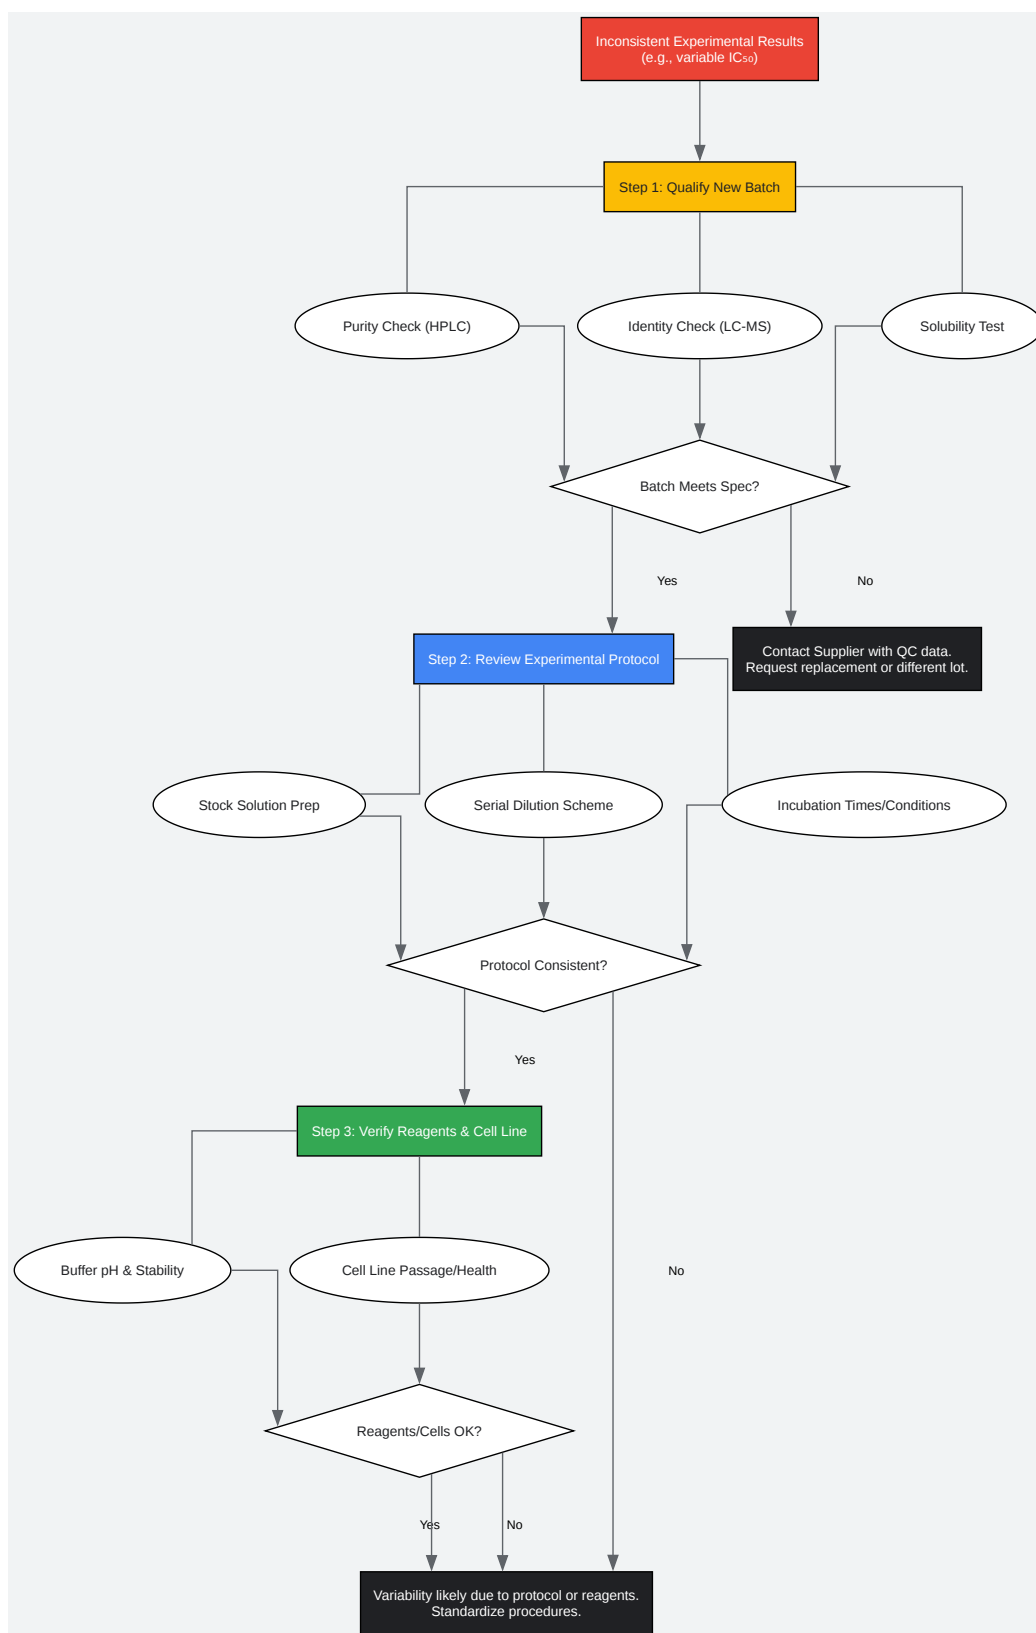 Inconsistent Experimental Results
(e.g., variable IC₅₀)
Step 1: Qualify New Batch
Purity Check (HPLC)
Identity Check (LC-MS)
Solubility Test
Batch Meets Spec?
Yes
No
Step 2: Review Experimental Protocol
Contact Supplier with QC data.
Request replacement or different lot.
Stock Solution Prep
Serial Dilution Scheme
Incubation Times/Conditions
Protocol Consistent?
Yes
Step 3: Verify Reagents & Cell Line
Buffer pH & Stability
Cell Line Passage/Health
No
Reagents/Cells OK?
Yes
No
Variability likely due to protocol or reagents.
Standardize procedures.